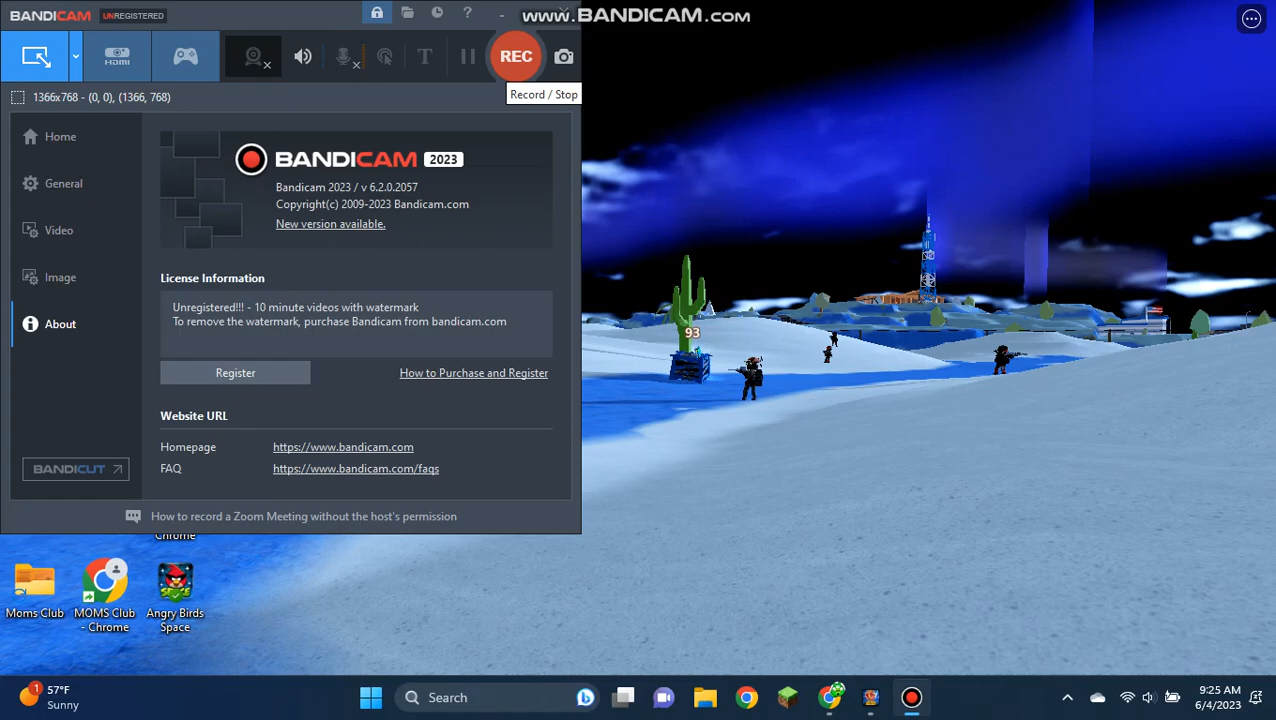 BANDICAM UNREGISTERED
www.BANDICAM.com
HDMI
REC
Record / Stop
1366x768 - (0, 0), (1366, 768)
Home
General
Video
Image
About
BANDICUT
BANDICAM 2023
Bandicam 2023 / v 6.2.0.2057
Copyright(c) 2009-2023 Bandicam.com
New version available.
License Information
Unregistered!!! - 10 minute videos with watermark
To remove the watermark, purchase Bandicam from bandicam.com
Register
How to Purchase and Register
Website URL
Homepage https://www.bandicam.com
FAQ https://www.bandicam.com/faqs
How to record a Zoom Meeting without the host's permission
93
Chrome
Moms Club
MOMS Club
- Chrome
Angry Birds
Space
1
57°F
Sunny
Search
9:25 AM
6/4/2023